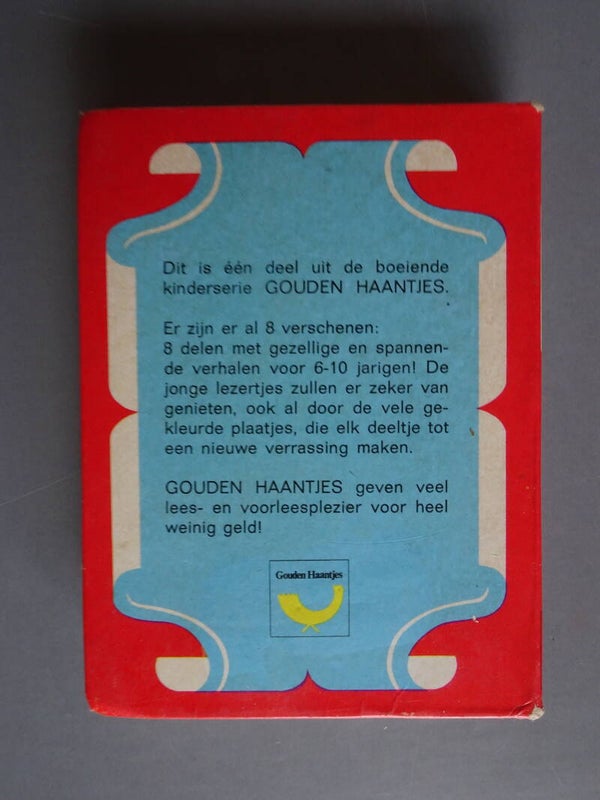 Dit is één deel uit de boeiende
kinderserie GOUDEN HAANTJES.
Er zijn er al 8 verschenen:
8 delen met gezellige en spannen-
de verhalen voor 6-10 jarigen! De
jonge lezertjes zullen er zeker van
genieten, ook al door de vele ge-
kleurde plaatjes, die elk deeltje tot
een nieuwe verrassing maken.
GOUDEN HAANTJES geven veel
lees- en voorleesplezier voor heel
weinig geld!
Gouden Haantjes